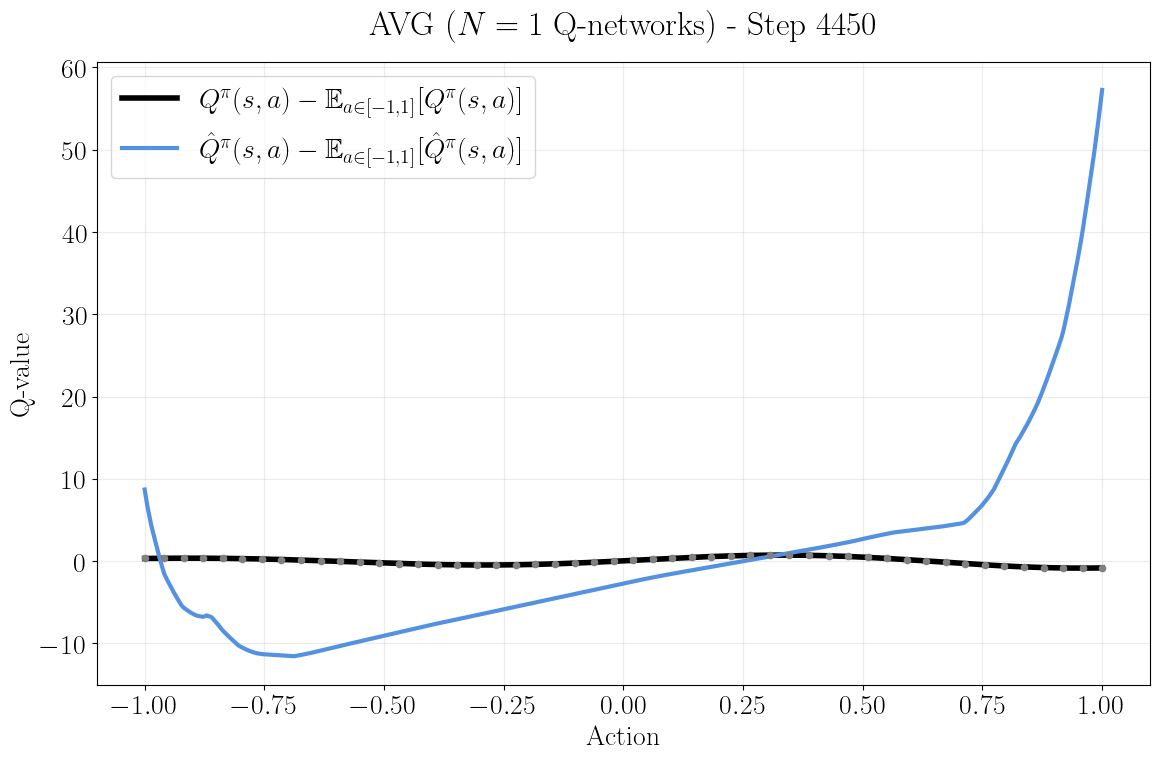 AVG (N = 1 Q-networks) - Step 4450
Q^π(s, a) − 𝔼_{a∈[−1,1]}[Q^π(s, a)]
Q̂^π(s, a) − 𝔼_{a∈[−1,1]}[Q̂^π(s, a)]
60
50
40
30
20
10
0
−10
Q-value
−1.00 −0.75 −0.50 −0.25 0.00 0.25 0.50 0.75 1.00
Action